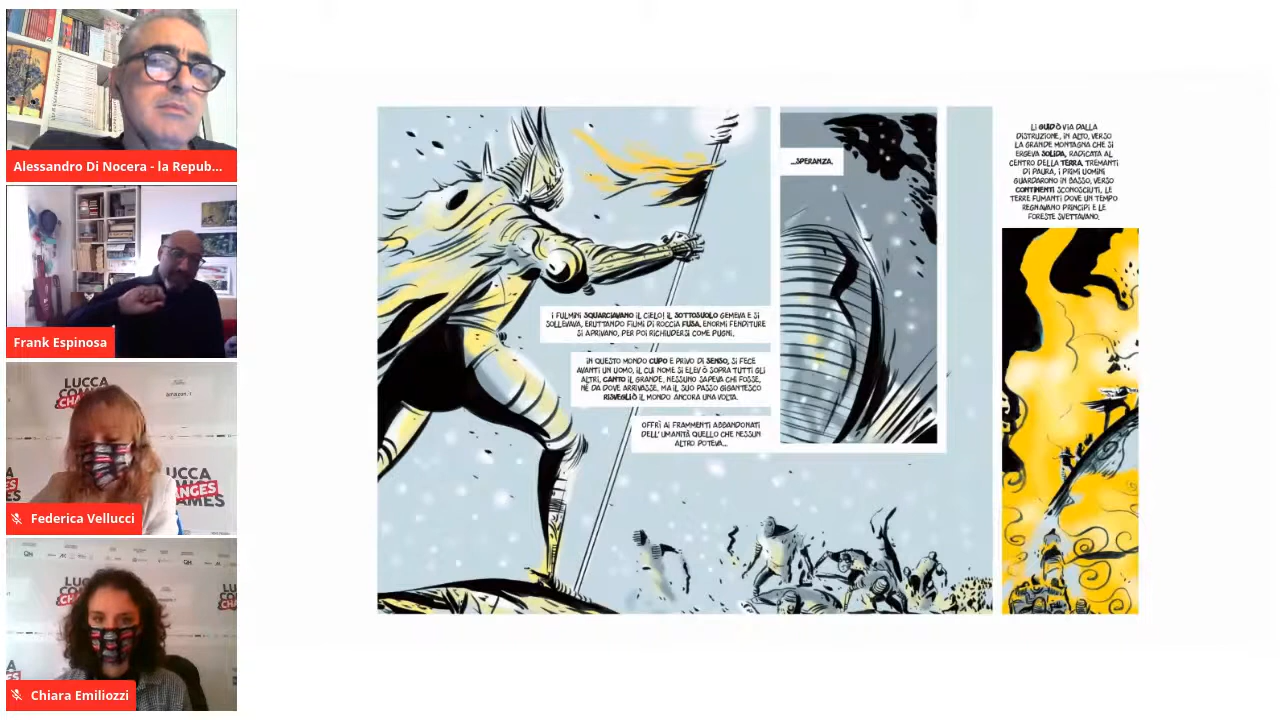 Alessandro Di Nocera - la Repub...
Frank Espinosa
LUCCA
COMICS
CHANGES
LUCCA
CHANGES
GAMES
Federica Vellucci
Chiara Emiliozzi
I FULMINI SQUARCIAVANO IL CIELO! IL SOTTOSUOLO GEMEVA E SI
SOLLEVAVA, ERUTTANDO FIUMI DI ROCCIA FUSA. ENORMI FENDITURE
SI APRIVANO, PER POI RICHIUDERSI COME PUGNI.
IN QUESTO MONDO CUPO E PRIVO DI SENSO, SI FECE
AVANTI UN UOMO, IL CUI NOME SI ELEVÒ SOPRA TUTTI GLI
ALTRI, CANTO IL GRANDE. NESSUNO SAPEVA CHI FOSSE,
NÉ DA DOVE ARRIVASSE, MA IL SUO PASSO GIGANTESCO
RISVEGLIÒ IL MONDO ANCORA UNA VOLTA.
OFFRÌ AI FRAMMENTI ABBANDONATI
DELL'UMANITÀ QUELLO CHE NESSUN
ALTRO POTEVA...
...SPERANZA.
LI GUIDÒ VIA DALLA
DISTRUZIONE, IN ALTO, VERSO
LA GRANDE MONTAGNA CHE SI
ERGEVA SOLIDA, RADICATA AL
CENTRO DELLA TERRA. TREMANTI
DI PAURA, I PRIMI UOMINI
GUARDARONO IN BASSO, VERSO
CONTINENTI SCONOSCIUTI, LE
TERRE FUMANTI DOVE UN TEMPO
REGNAVANO PRINCIPI E LE
FORESTE SVETTAVANO.